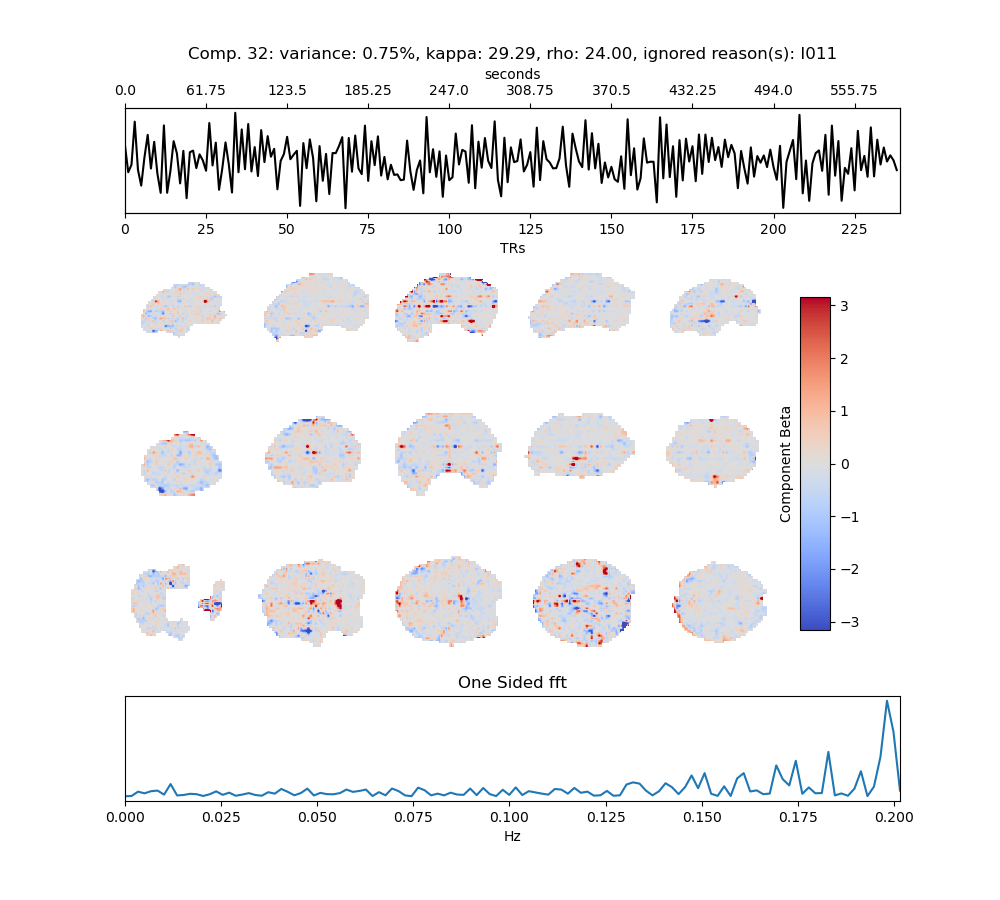 Comp. 32: variance: 0.75%, kappa: 29.29, rho: 24.00, ignored reason(s): I011
seconds
0.0 61.75 123.5 185.25 247.0 308.75 370.5 432.25 494.0 555.75
0 25 50 75 100 125 150 175 200 225
TRs
3
2
1
0
−1
−2
−3
Component Beta
One Sided fft
0.000 0.025 0.050 0.075 0.100 0.125 0.150 0.175 0.200
Hz